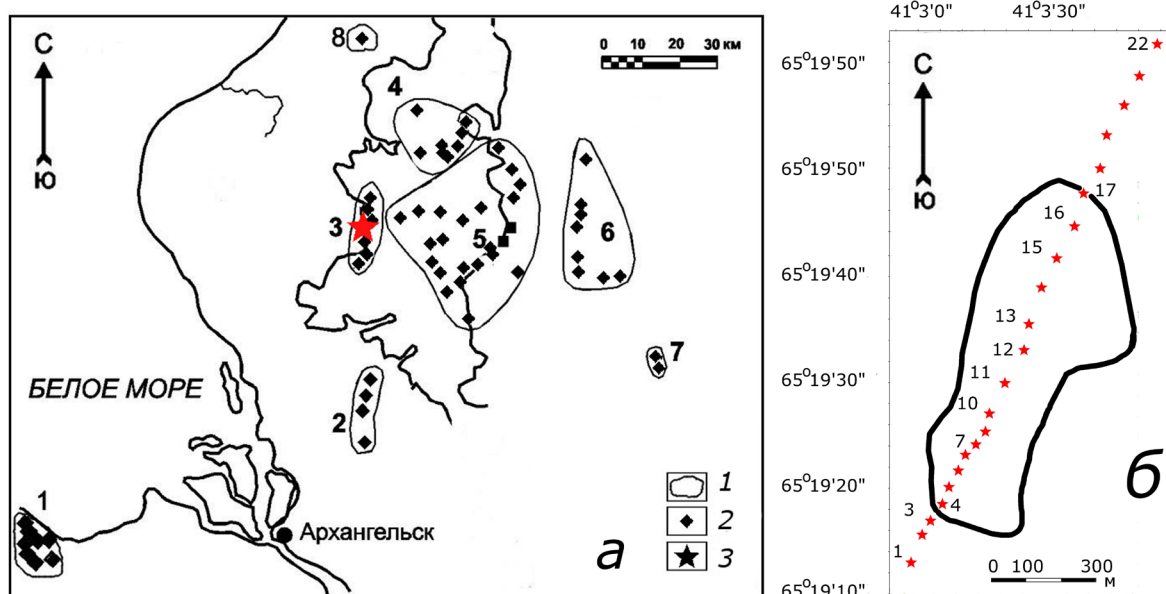 С
Ю
8
4
0 10 20 30 км
3
5
6
7
2
БЕЛОЕ МОРЕ
1
Архангельск
1
2
3
а
41°3'0" 41°3'30"
65°19'50"
65°19'50"
65°19'40"
65°19'30"
65°19'20"
65°19'10"
С
Ю
22
17
16
15
13
12
11
10
7
4
3
1
б
0 100 300
м